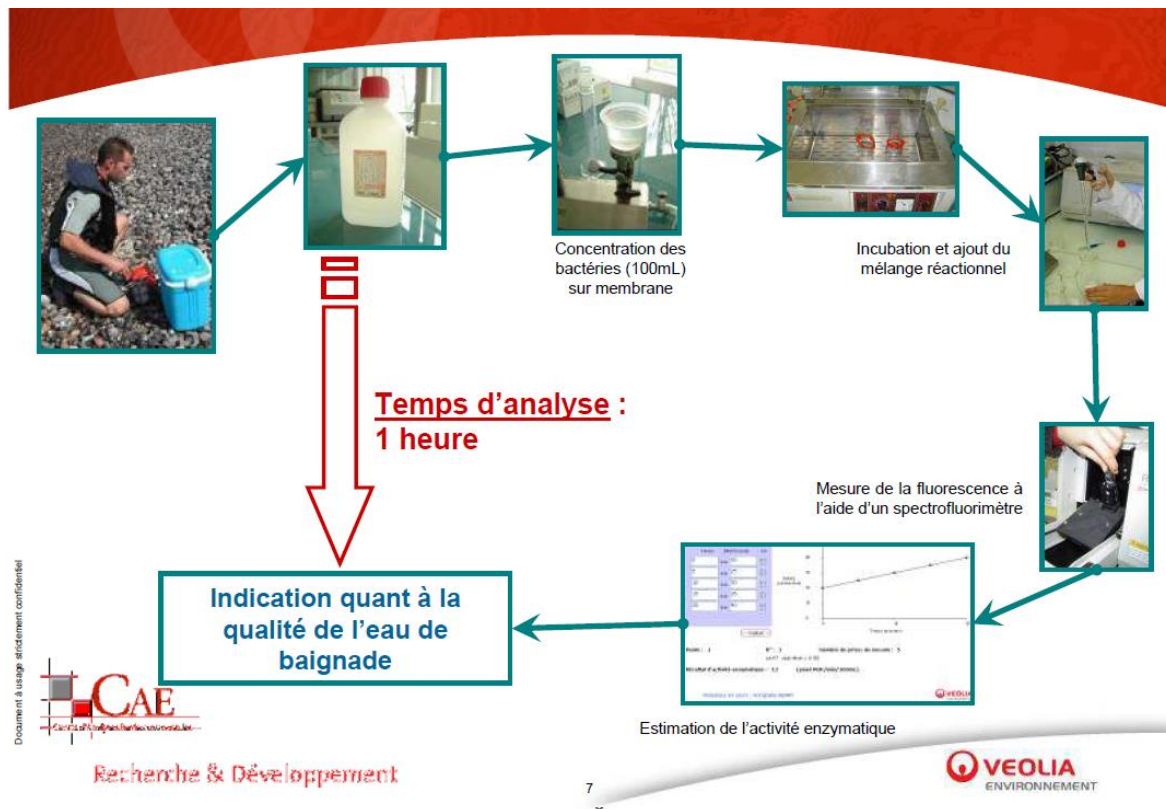 Concentration des
bactéries (100mL)
sur membrane
Incubation et ajout du
mélange réactionnel
Temps d'analyse :
1 heure
Mesure de la fluorescence à
l'aide d'un spectrofluorimètre
Indication quant à la
qualité de l'eau de
baignade
Estimation de l'activité enzymatique
Document à usage strictement confidentiel
CAE
Recherche & Développement
7
VEOLIA
ENVIRONNEMENT